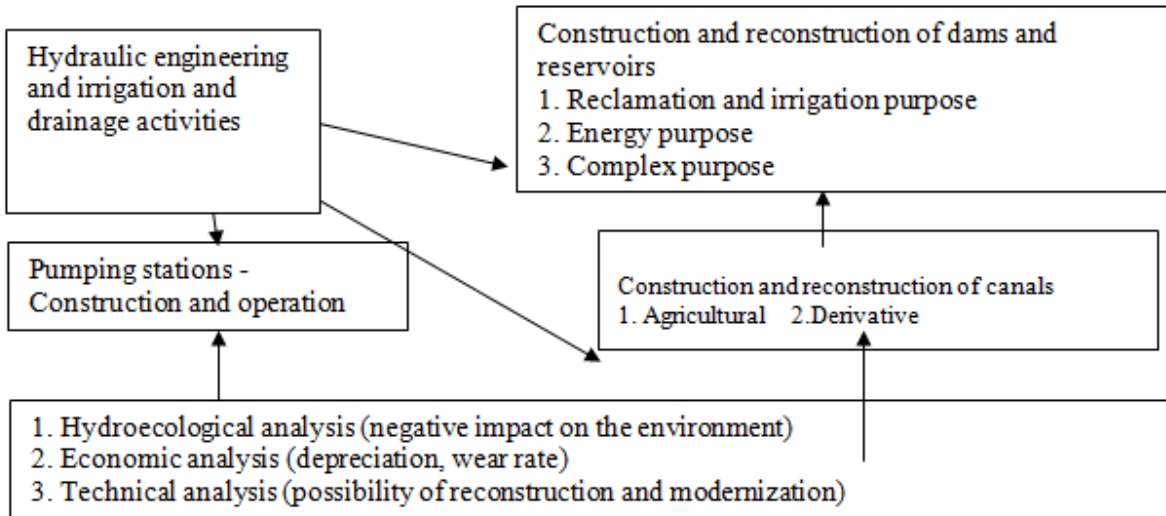 Hydraulic engineering
and irrigation and
drainage activities
Construction and reconstruction of dams and
reservoirs
1. Reclamation and irrigation purpose
2. Energy purpose
3. Complex purpose
Pumping stations -
Construction and operation
Construction and reconstruction of canals
1. Agricultural 2.Derivative
1. Hydroecological analysis (negative impact on the environment)
2. Economic analysis (depreciation, wear rate)
3. Technical analysis (possibility of reconstruction and modernization)